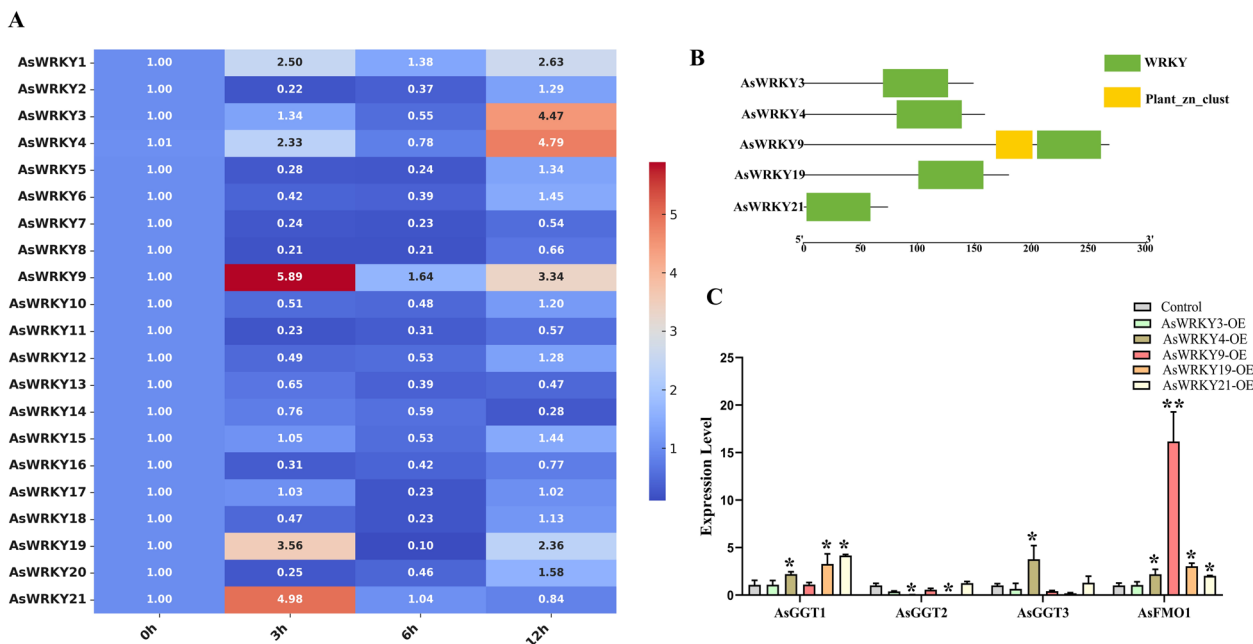 A
AsWRKY1 1.00 2.50 1.38 2.63
AsWRKY2 1.00 0.22 0.37 1.29
AsWRKY3 1.00 1.34 0.55 4.47
AsWRKY4 1.01 2.33 0.78 4.79
AsWRKY5 1.00 0.28 0.24 1.34
AsWRKY6 1.00 0.42 0.39 1.45
AsWRKY7 1.00 0.24 0.23 0.54
AsWRKY8 1.00 0.21 0.21 0.66
AsWRKY9 1.00 5.89 1.64 3.34
AsWRKY10 1.00 0.51 0.48 1.20
AsWRKY11 1.00 0.23 0.31 0.57
AsWRKY12 1.00 0.49 0.53 1.28
AsWRKY13 1.00 0.65 0.39 0.47
AsWRKY14 1.00 0.76 0.59 0.28
AsWRKY15 1.00 1.05 0.53 1.44
AsWRKY16 1.00 0.31 0.42 0.77
AsWRKY17 1.00 1.03 0.23 1.02
AsWRKY18 1.00 0.47 0.23 1.13
AsWRKY19 1.00 3.56 0.10 2.36
AsWRKY20 1.00 0.25 0.46 1.58
AsWRKY21 1.00 4.98 1.04 0.84
0h 3h 6h 12h
5
4
3
2
1
B
AsWRKY3
AsWRKY4
AsWRKY9
AsWRKY19
AsWRKY21
WRKY
Plant_zn_clust
5' 3'
0 50 100 150 200 250 300
C
Control
AsWRKY3-OE
AsWRKY4-OE
AsWRKY9-OE
AsWRKY19-OE
AsWRKY21-OE
Expression Level
25
20
15
10
5
0
* * *
* *
*
* ** * *
AsGGT1 AsGGT2 AsGGT3 AsFMO1